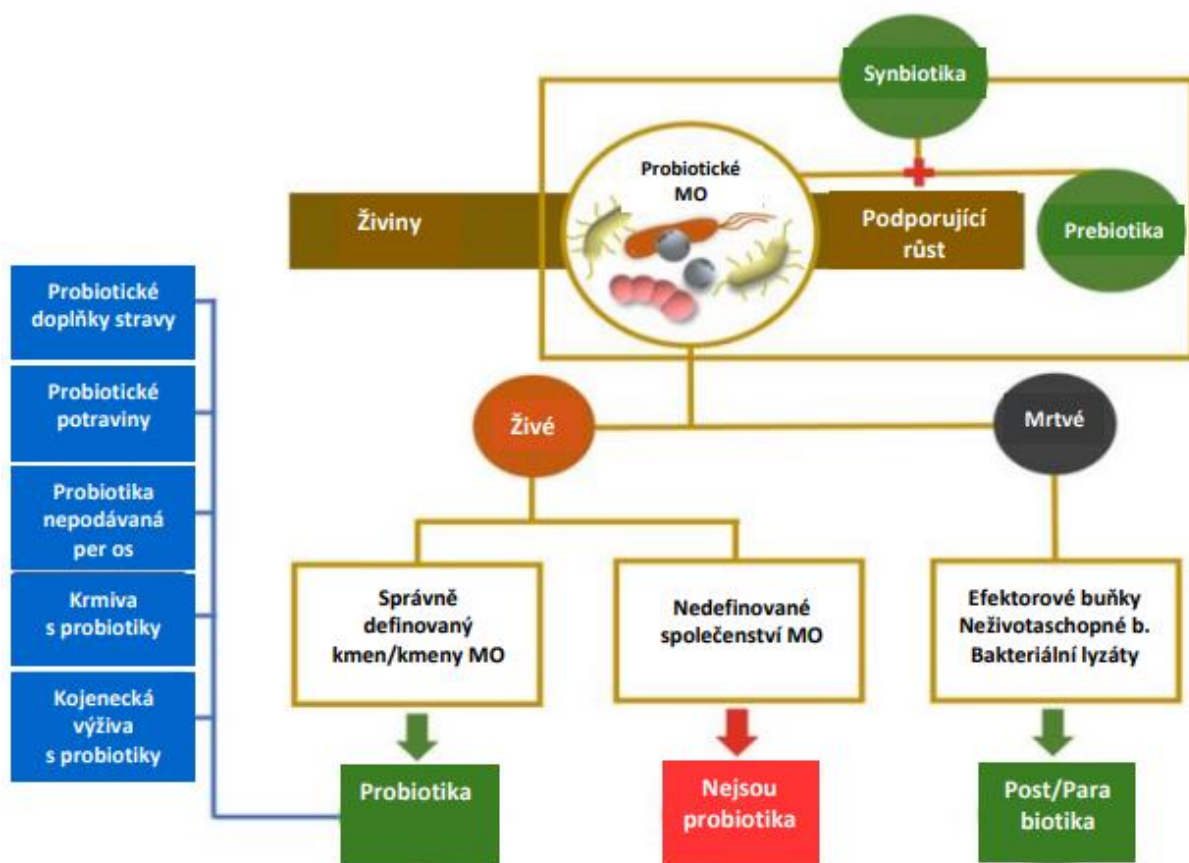 Synbiotika
Probiotické
MO
Živiny
Podporující
růst
Prebiotika
Probiotické
doplňky stravy
Probiotické
potraviny
Probiotika
nepodávaná
per os
Krmiva
s probiotiky
Kojenecká
výživa
s probiotiky
Živé
Mrtvé
Správně
definovaný
kmen/kmeny MO
Nedefinované
společenství MO
Efektorové buňky
Neživotaschopné b.
Bakteriální lyzáty
Probiotika
Nejsou
probiotika
Post/Para
biotika